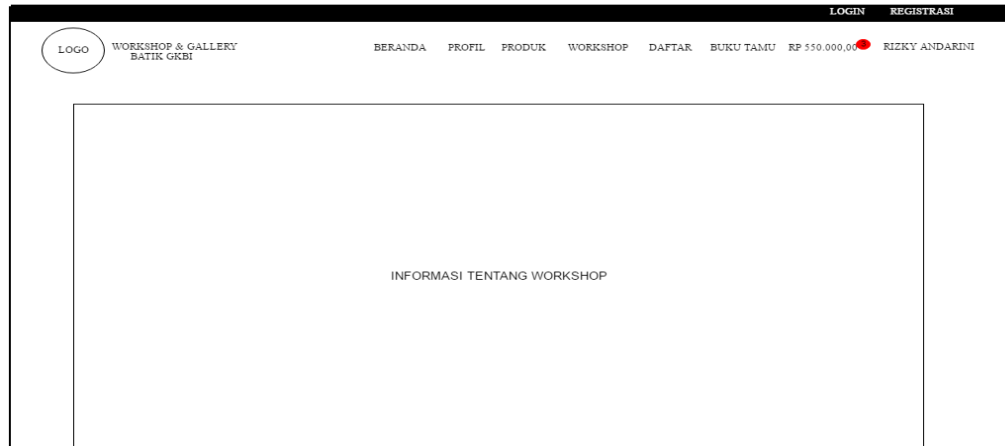 LOGIN REGISTRASI
LOGO
WORKSHOP & GALLERY
BATIK GKBI
BERANDA PROFIL PRODUK WORKSHOP DAFTAR BUKU TAMU RP 550.000,00 RIZKY ANDARINI
INFORMASI TENTANG WORKSHOP